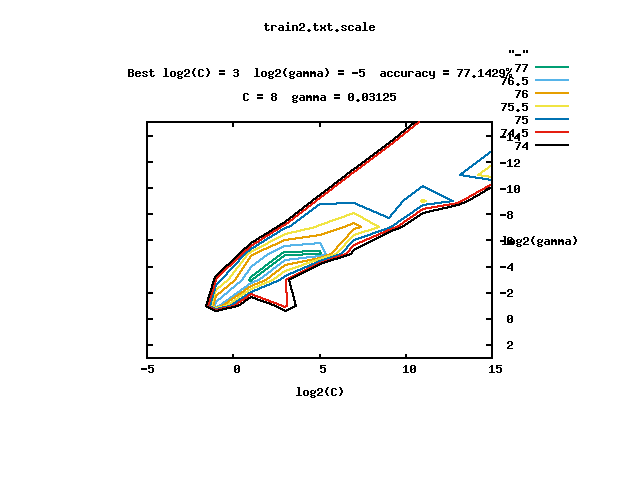 train2.txt.scale
"-"
Best log2(C) = 3  log2(gamma) = -5  accuracy = 77.1429%
77
76.5
76
C = 8  gamma = 0.03125
75.5
75
74.5
-14
74
-12
-10
-8
-6
log2(gamma)
-4
-2
0
2
-5 0 5 10 15
log2(C)